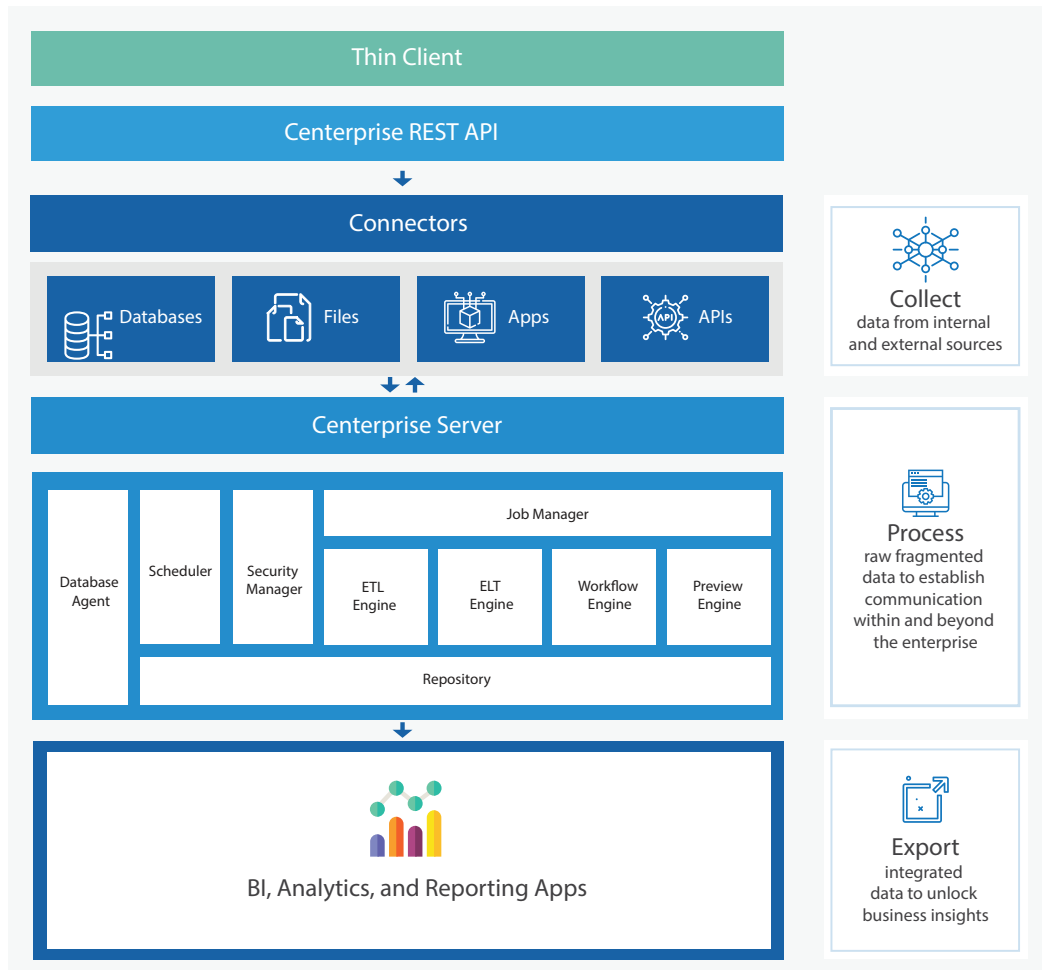 Thin Client
Centerprise REST API
Connectors
Databases
Files
Apps
API
APIs
Collect
data from internal
and external sources
Centerprise Server
Database
Agent
Scheduler
Security
Manager
Job Manager
ETL
Engine
ELT
Engine
Workflow
Engine
Preview
Engine
Repository
Process
raw fragmented
data to establish
communication
within and beyond
the enterprise
BI, Analytics, and Reporting Apps
Export
integrated
data to unlock
business insights